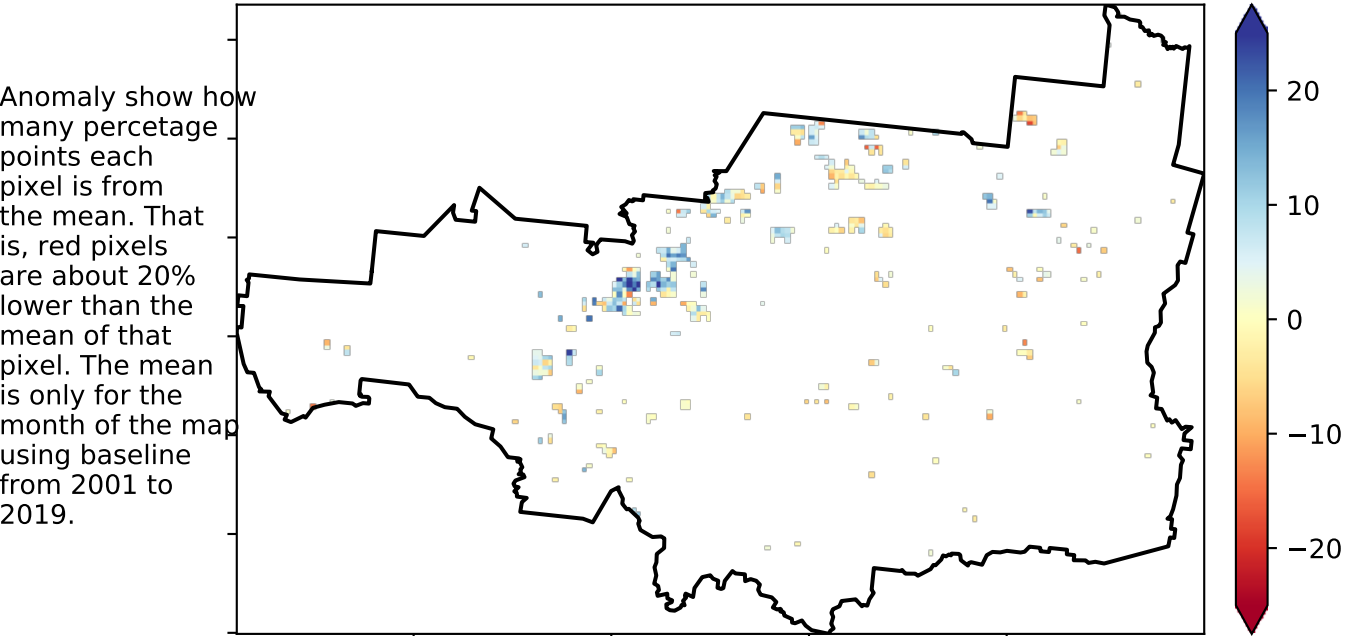 Anomaly show how
many percetage
points each
pixel is from
the mean. That
is, red pixels
are about 20%
lower than the
mean of that
pixel. The mean
is only for the
month of the map
using baseline
from 2001 to
2019.
20
10
0
−10
−20